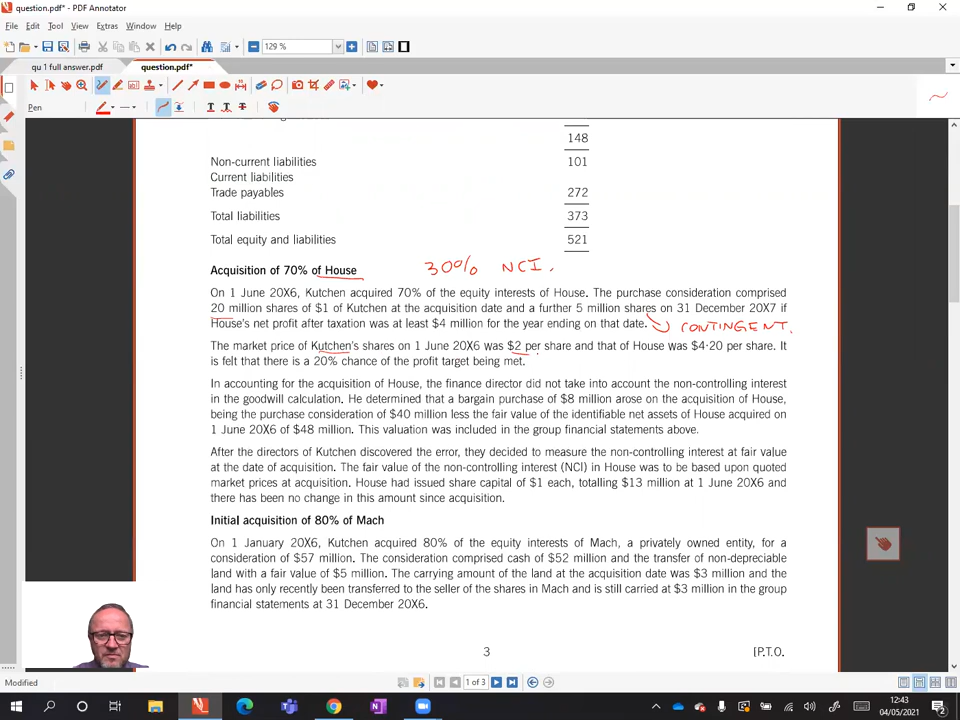 question.pdf* - PDF Annotator
File Edit Tool View Extras Window Help
129 %
qu 1 full answer.pdf question.pdf*
Pen
148
Non-current liabilities 101
Current liabilities
Trade payables 272
Total liabilities 373
Total equity and liabilities 521
Acquisition of 70% of House 30% NCI.
On 1 June 20X6, Kutchen acquired 70% of the equity interests of House. The purchase consideration comprised
20 million shares of $1 of Kutchen at the acquisition date and a further 5 million shares on 31 December 20X7 if
House's net profit after taxation was at least $4 million for the year ending on that date. CONTINGENT.
The market price of Kutchen's shares on 1 June 20X6 was $2 per share and that of House was $4·20 per share. It
is felt that there is a 20% chance of the profit target being met.
In accounting for the acquisition of House, the finance director did not take into account the non-controlling interest
in the goodwill calculation. He determined that a bargain purchase of $8 million arose on the acquisition of House,
being the purchase consideration of $40 million less the fair value of the identifiable net assets of House acquired on
1 June 20X6 of $48 million. This valuation was included in the group financial statements above.
After the directors of Kutchen discovered the error, they decided to measure the non-controlling interest at fair value
at the date of acquisition. The fair value of the non-controlling interest (NCI) in House was to be based upon quoted
market prices at acquisition. House had issued share capital of $1 each, totalling $13 million at 1 June 20X6 and
there has been no change in this amount since acquisition.
Initial acquisition of 80% of Mach
On 1 January 20X6, Kutchen acquired 80% of the equity interests of Mach, a privately owned entity, for a
consideration of $57 million. The consideration comprised cash of $52 million and the transfer of non-depreciable
land with a fair value of $5 million. The carrying amount of the land at the acquisition date was $3 million and the
land has only recently been transferred to the seller of the shares in Mach and is still carried at $3 million in the group
financial statements at 31 December 20X6.
3 [P.T.O.
Modified 1 of 3
12:43
04/05/2021